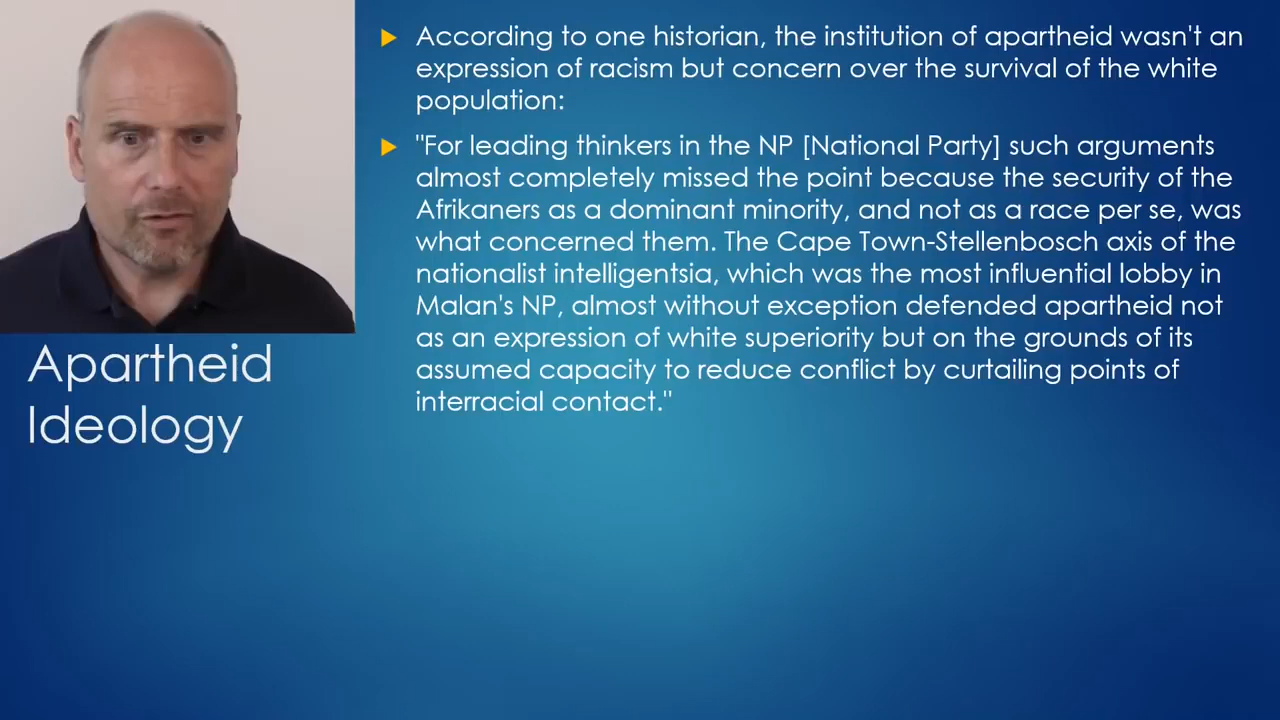 According to one historian, the institution of apartheid wasn't an
expression of racism but concern over the survival of the white
population:
"For leading thinkers in the NP [National Party] such arguments
almost completely missed the point because the security of the
Afrikaners as a dominant minority, and not as a race per se, was
what concerned them. The Cape Town-Stellenbosch axis of the
nationalist intelligentsia, which was the most influential lobby in
Malan's NP, almost without exception defended apartheid not
as an expression of white superiority but on the grounds of its
assumed capacity to reduce conflict by curtailing points of
interracial contact."
Apartheid
Ideology